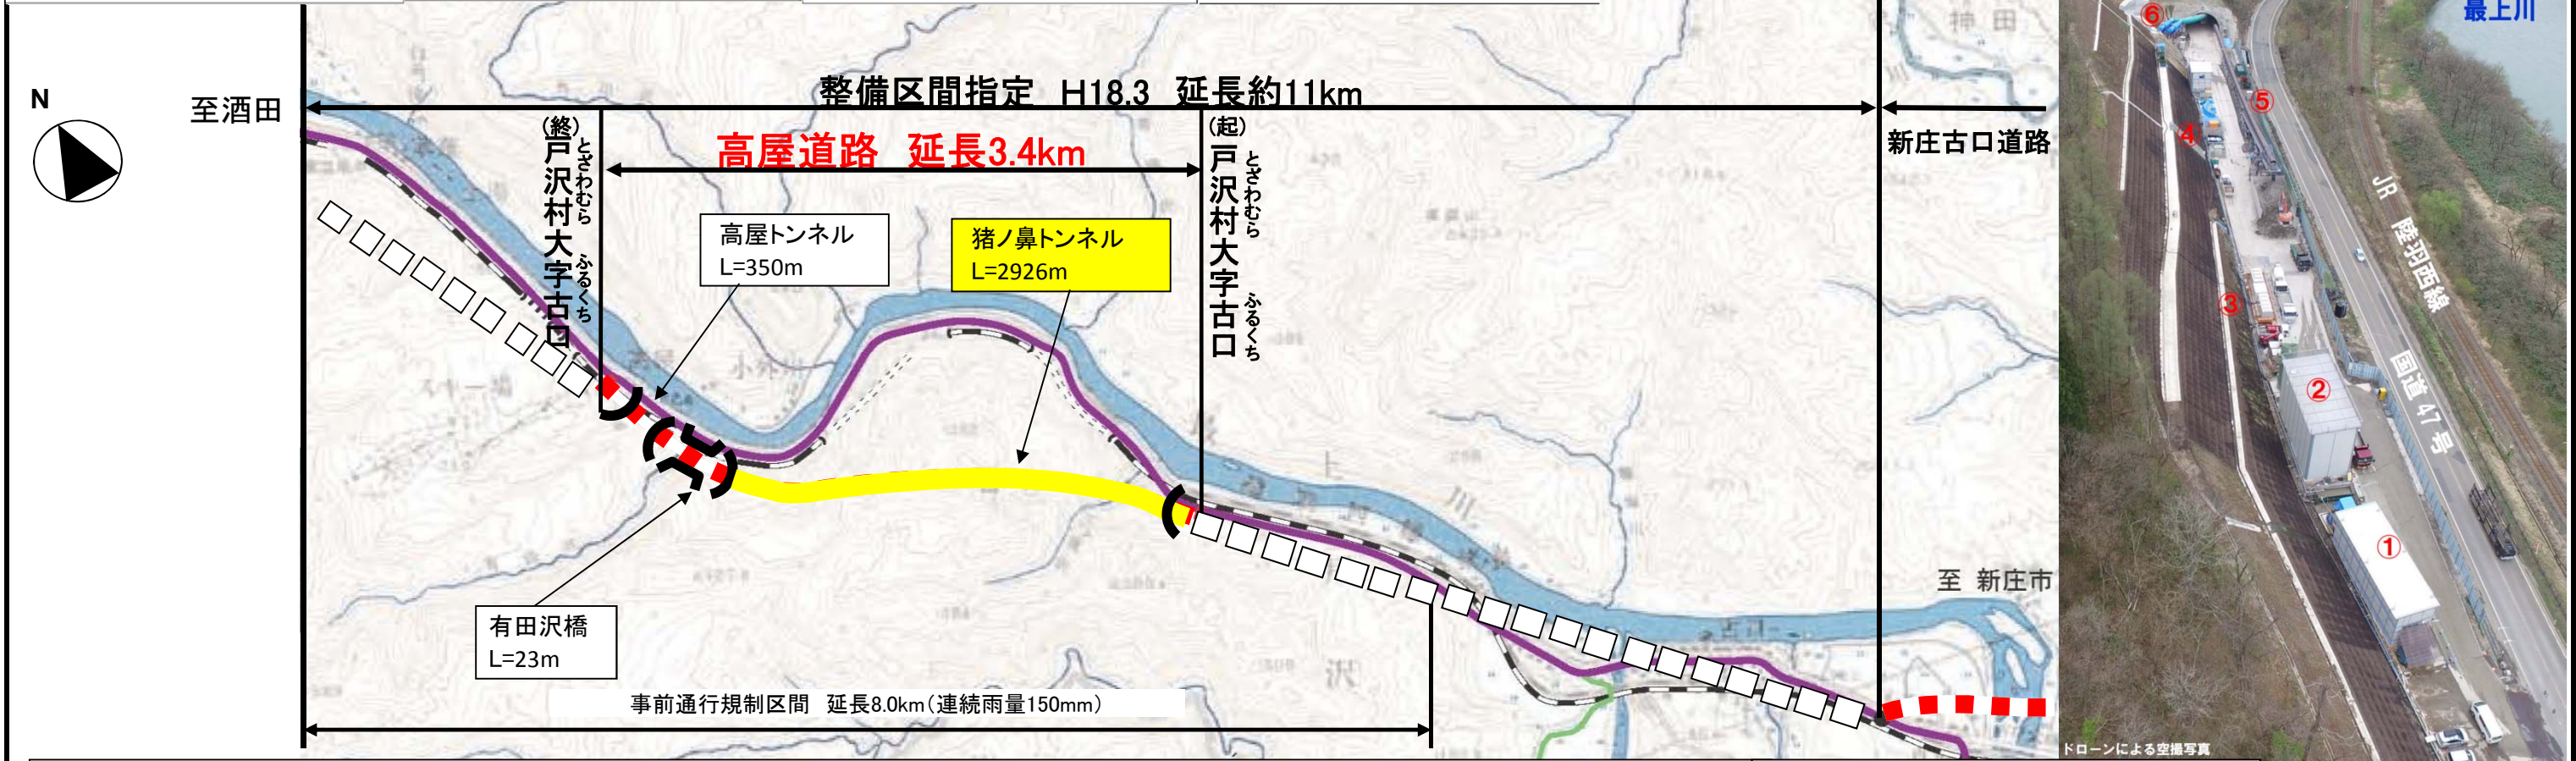 N
至酒田
整備区間指定　H18.3　延長約11km
高屋道路　延長3.4km
(終)
戸沢村大字古口
とざわむら
ふるくち
(起)
戸沢村大字古口
とざわむら
ふるくち
新庄古口道路
高屋トンネル
L=350m
猪ノ鼻トンネル
L=2926m
有田沢橋
L=23m
至 新庄市
事前通行規制区間　延長8.0km（連続雨量150mm）
神田
小外川
最上川
⑥
⑤
④
③
②
①
JR 陸羽西線
国道 47 号
ドローンによる空撮写真